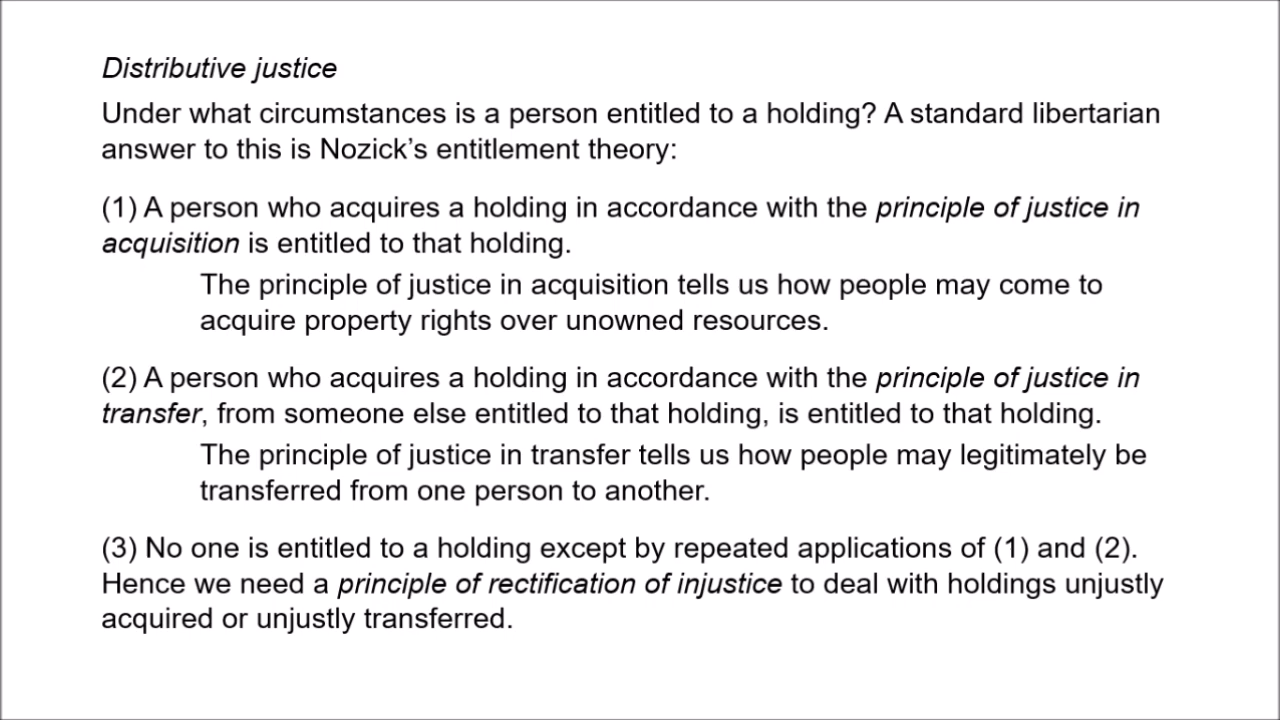 Distributive justice
Under what circumstances is a person entitled to a holding? A standard libertarian
answer to this is Nozick’s entitlement theory:
(1) A person who acquires a holding in accordance with the principle of justice in
acquisition is entitled to that holding.
The principle of justice in acquisition tells us how people may come to
acquire property rights over unowned resources.
(2) A person who acquires a holding in accordance with the principle of justice in
transfer, from someone else entitled to that holding, is entitled to that holding.
The principle of justice in transfer tells us how people may legitimately be
transferred from one person to another.
(3) No one is entitled to a holding except by repeated applications of (1) and (2).
Hence we need a principle of rectification of injustice to deal with holdings unjustly
acquired or unjustly transferred.